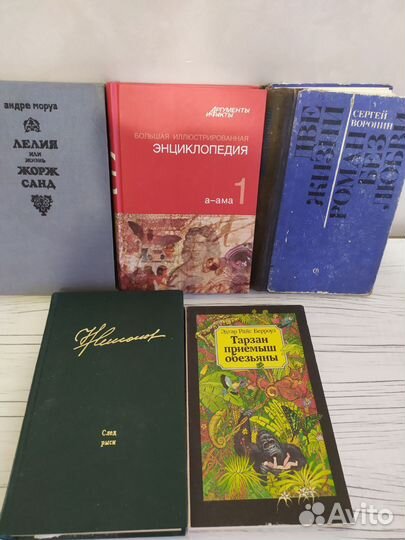 андре моруа
ЛЕЛИЯ
или
жизнь
ЖОРЖ
САНД
АРГУМЕНТЫ
И ФАКТЫ
БОЛЬШАЯ ИЛЛЮСТРИРОВАННАЯ
ЭНЦИКЛОПЕДИЯ
а–ама 1
СЕРГЕЙ
ВОРОНИН
ДВЕ
ЖИЗНИ
РОМАН
БЕЗ
ЛЮБВИ
След
рыси
Эдгар Райс Берроуз
Тарзан
приемыш
обезьяны
Avito